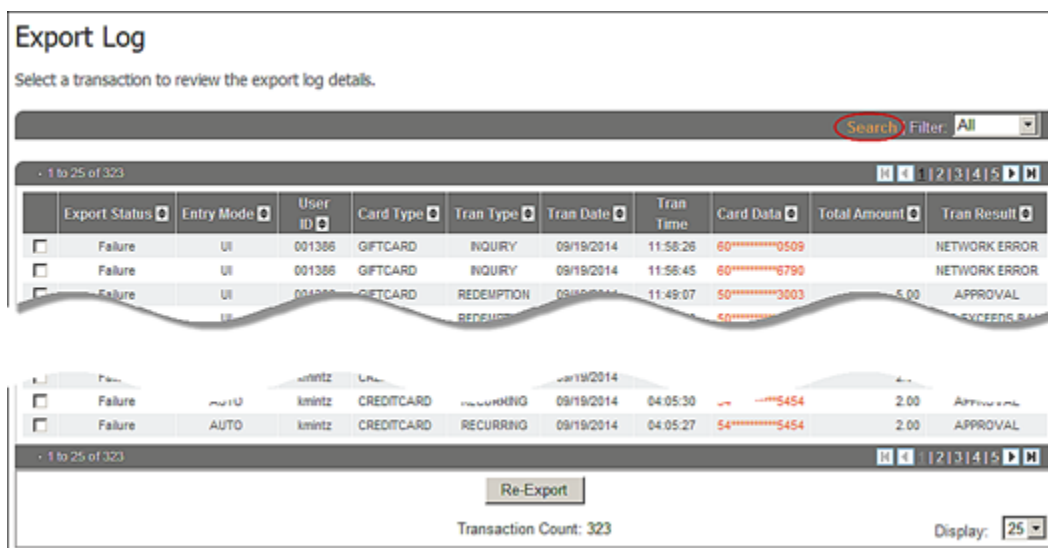 Export Log
Select a transaction to review the export log details.
Search | Filter: All
1 to 25 of 323 1 | 2 | 3 | 4 | 5
Export Status Entry Mode User ID Card Type Tran Type Tran Date Tran Time Card Data Total Amount Tran Result
Failure UI 001386 GIFTCARD INQUIRY 09/19/2014 11:58:26 60***********0509 NETWORK ERROR
Failure UI 001386 GIFTCARD INQUIRY 09/19/2014 11:56:45 60***********6790 NETWORK ERROR
Failure UI GIFTCARD REDEMPTION 11:49:07 50***********3003 5.00 APPROVAL
UI
kmintz 09/19/2014
Failure AUTO kmintz CREDITCARD RECURRING 09/19/2014 04:05:30 ***5454 2.00 APPROVAL
Failure AUTO kmintz CREDITCARD RECURRING 09/19/2014 04:05:27 54***********5454 2.00 APPROVAL
1 to 25 of 323 1 | 2 | 3 | 4 | 5
Re-Export
Transaction Count: 323
Display: 25